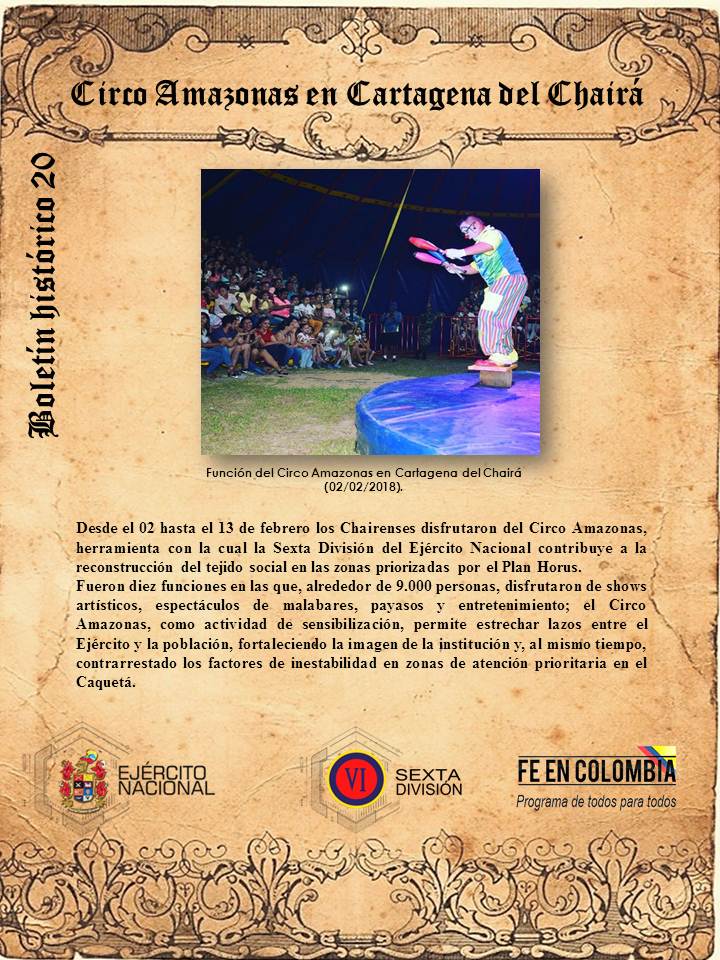 Circo Amazonas en Cartagena del Chairá
Boletín histórico 20
Función del Circo Amazonas en Cartagena del Chairá
(02/02/2018).
Desde el 02 hasta el 13 de febrero los Chairenses disfrutaron del Circo Amazonas,
herramienta con la cual la Sexta División del Ejército Nacional contribuye a la
reconstrucción del tejido social en las zonas priorizadas por el Plan Horus.
Fueron diez funciones en las que, alrededor de 9.000 personas, disfrutaron de shows
artísticos, espectáculos de malabares, payasos y entretenimiento; el Circo
Amazonas, como actividad de sensibilización, permite estrechar lazos entre el
Ejército y la población, fortaleciendo la imagen de la institución y, al mismo tiempo,
contrarrestado los factores de inestabilidad en zonas de atención prioritaria en el
Caquetá.
EJÉRCITO
NACIONAL
VI
SEXTA
DIVISIÓN
FE EN COLOMBIA
Programa de todos para todos